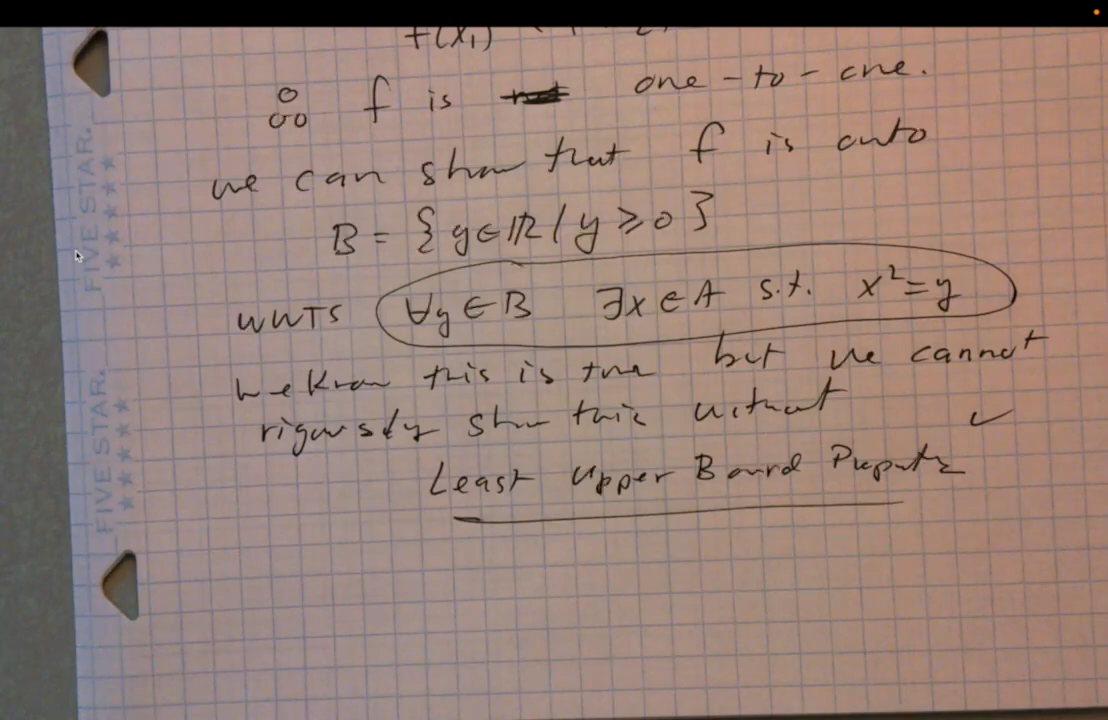 f(x₁)
∴ f is one-to-one.
we can show that f is onto
B = { y ∈ ℝ / y ≥ 0 }
WWTS ∀y ∈ B ∃x ∈ A s.t. x² = y
we know this is true but we cannot
rigorously show this without
Least Upper Bound Property
FIVE STAR.
FIVE STAR.